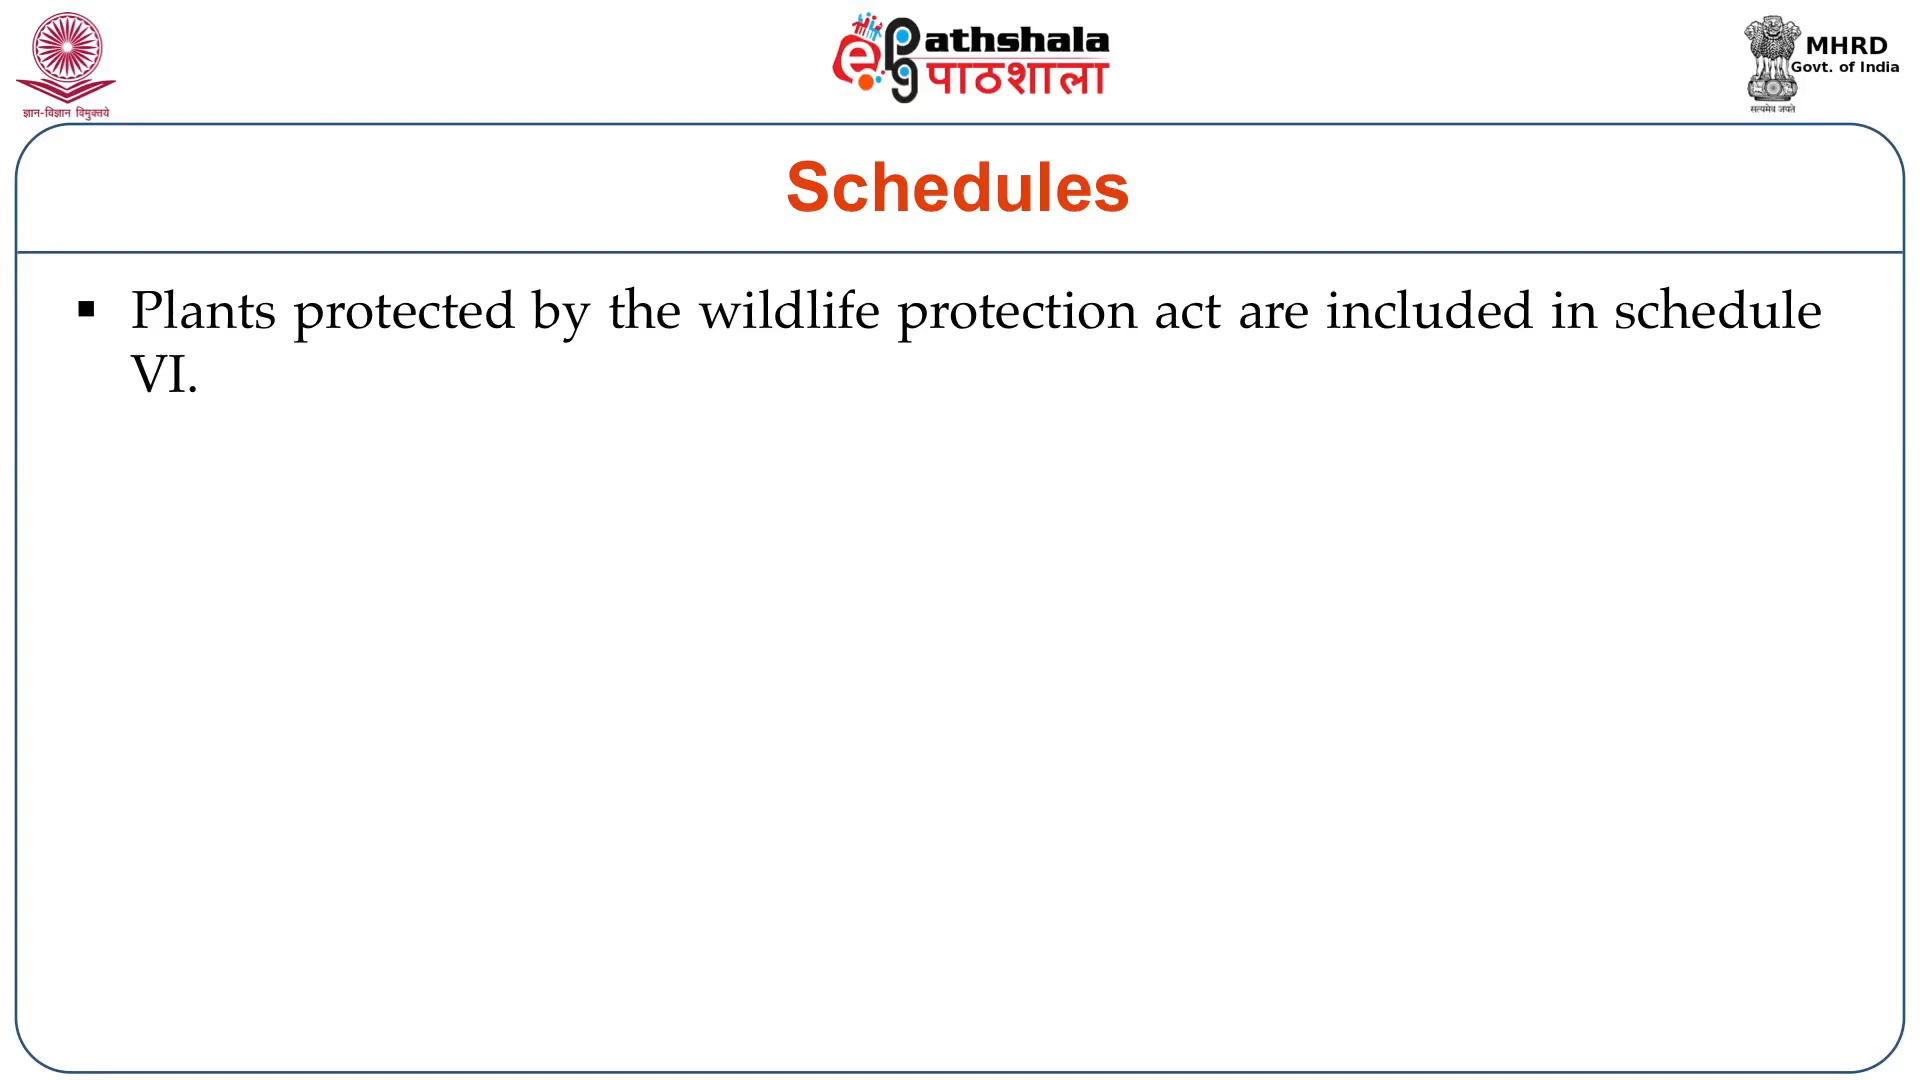 ज्ञान-विज्ञान विमुक्तये
ePathshala
पाठशाला
MHRD
Govt. of India
सत्यमेव जयते
Schedules
▪ Plants protected by the wildlife protection act are included in schedule
VI.